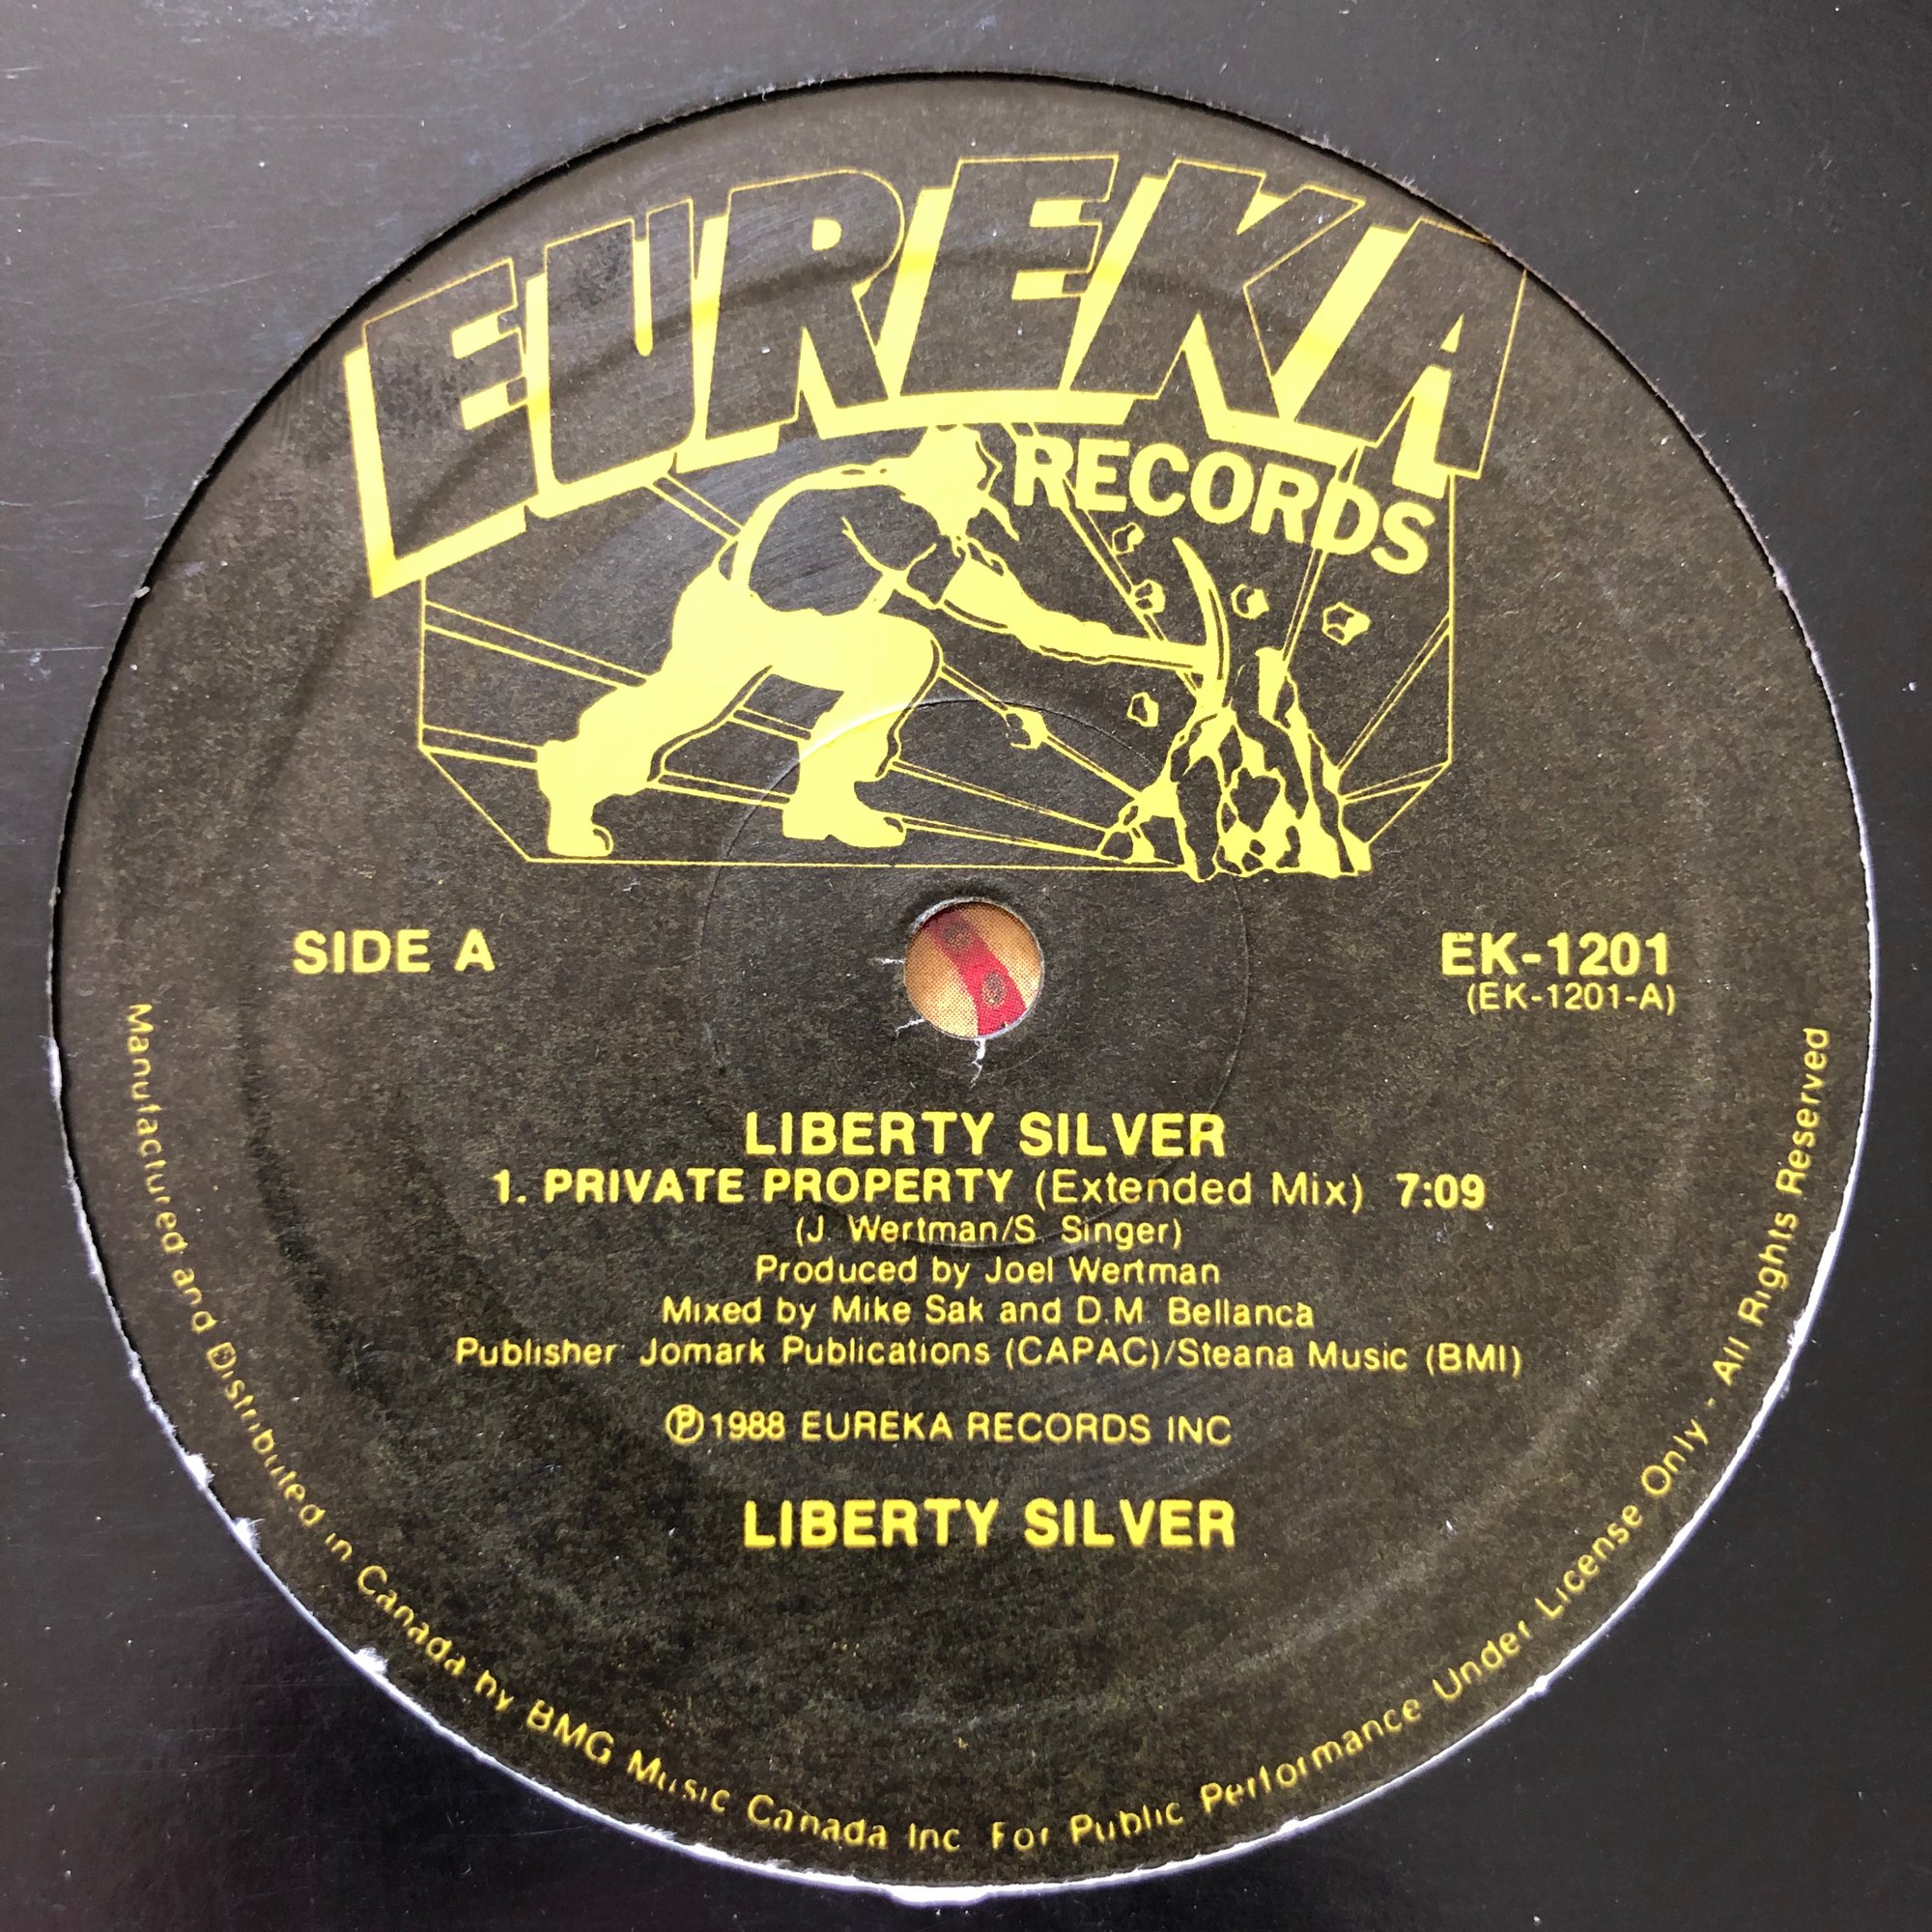 EUREKA
RECORDS
SIDE A
EK-1201
(EK-1201-A)
LIBERTY SILVER
1. PRIVATE PROPERTY (Extended Mix) 7:09
(J. Wertman/S. Singer)
Produced by Joel Wertman
Mixed by Mike Sak and D.M. Bellanca
Publisher: Jomark Publications (CAPAC)/Steana Music (BMI)
℗1988 EUREKA RECORDS INC
LIBERTY SILVER
Manufactured and Distributed in Canada by BMG Music Canada Inc For Public Performance Under License Only - All Rights Reserved